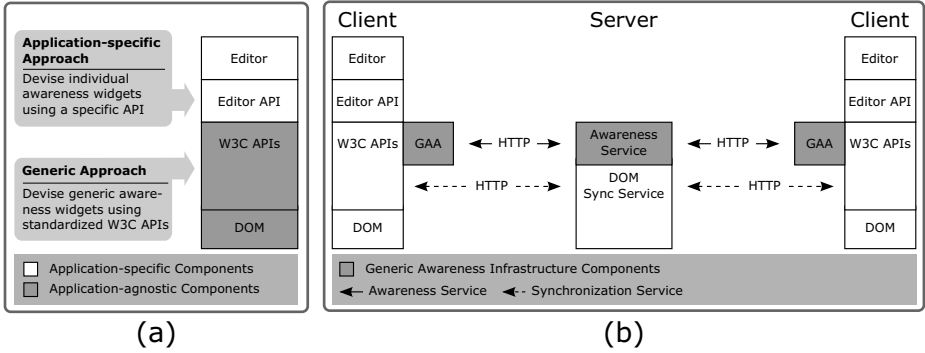 Application-specific
Approach
Devise individual
awareness widgets
using a specific API
Generic Approach
Devise generic aware-
ness widgets using
standardized W3C APIs
Editor
Editor API
W3C APIs
DOM
Application-specific Components
Application-agnostic Components
(a)
Client
Server
Client
Editor
Editor API
W3C APIs
GAA
DOM
HTTP
HTTP
Awareness
Service
DOM
Sync Service
HTTP
HTTP
Editor
Editor API
GAA
W3C APIs
DOM
Generic Awareness Infrastructure Components
Awareness Service
Synchronization Service
(b)